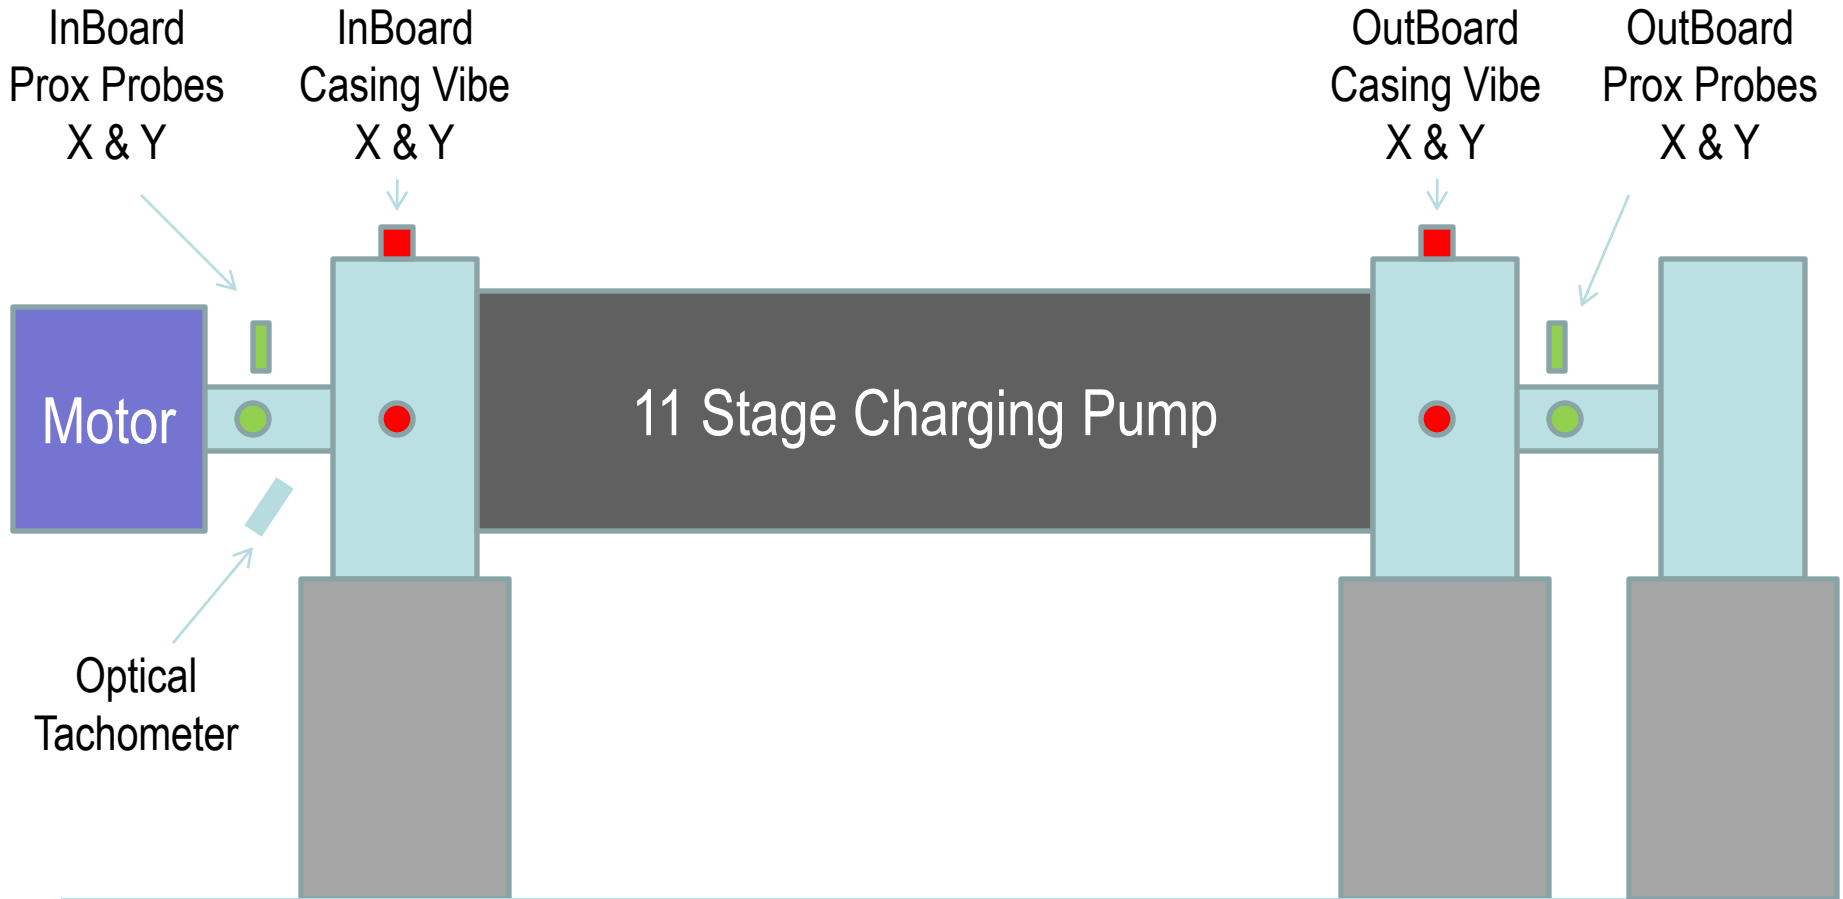 InBoard
Prox Probes
X & Y
InBoard
Casing Vibe
X & Y
OutBoard
Casing Vibe
X & Y
OutBoard
Prox Probes
X & Y
Motor
11 Stage Charging Pump
Optical
Tachometer